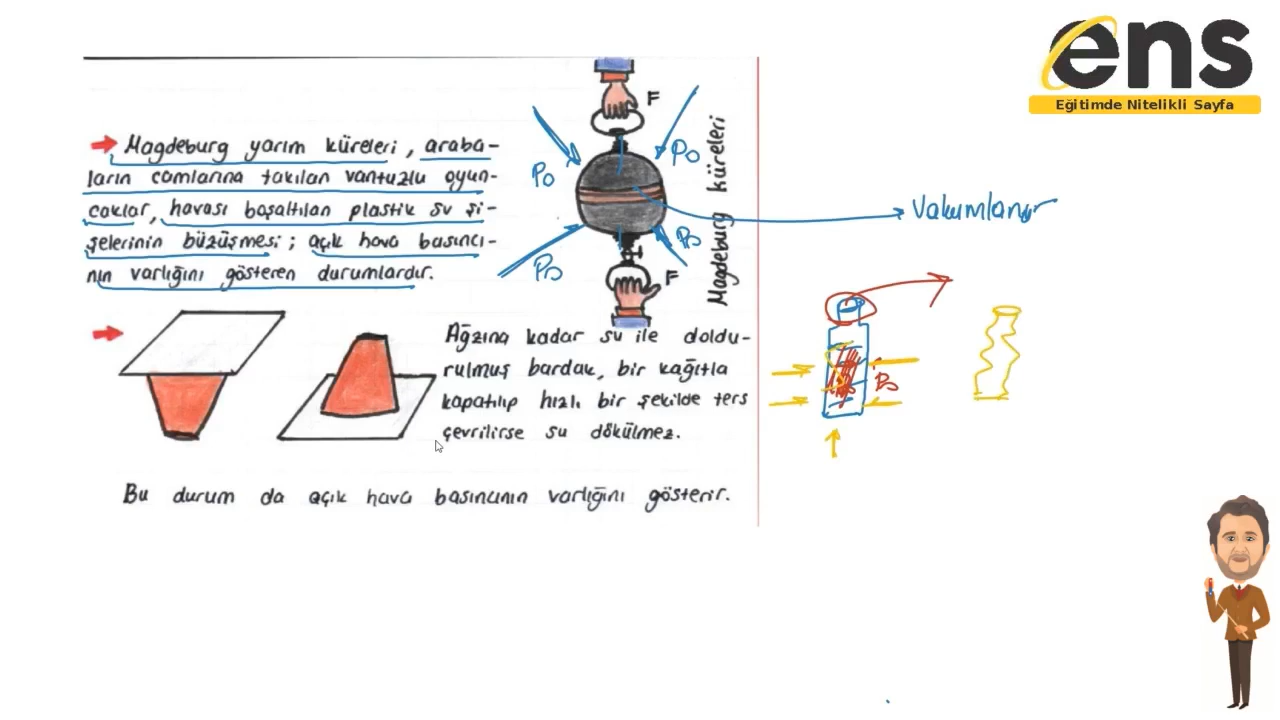 ens
Eğitimde Nitelikli Sayfa
Magdeburg yarım küreleri, araba-
ların camlarına takılan vantuzlu oyun-
caklar, havası boşaltılan plastik su şi-
şelerinin büzüşmesi; açık hava basıncı-
nın varlığını gösteren durumlardır.
F
P0
P0
P0
P0
F
Magdeburg küreleri
Vakumlanır
P0
Ağzına kadar su ile doldu-
rulmuş bardak, bir kağıtla
kapatılıp hızlı bir şekilde ters
çevrilirse su dökülmez.
Bu durum da açık hava basıncının varlığını gösterir.